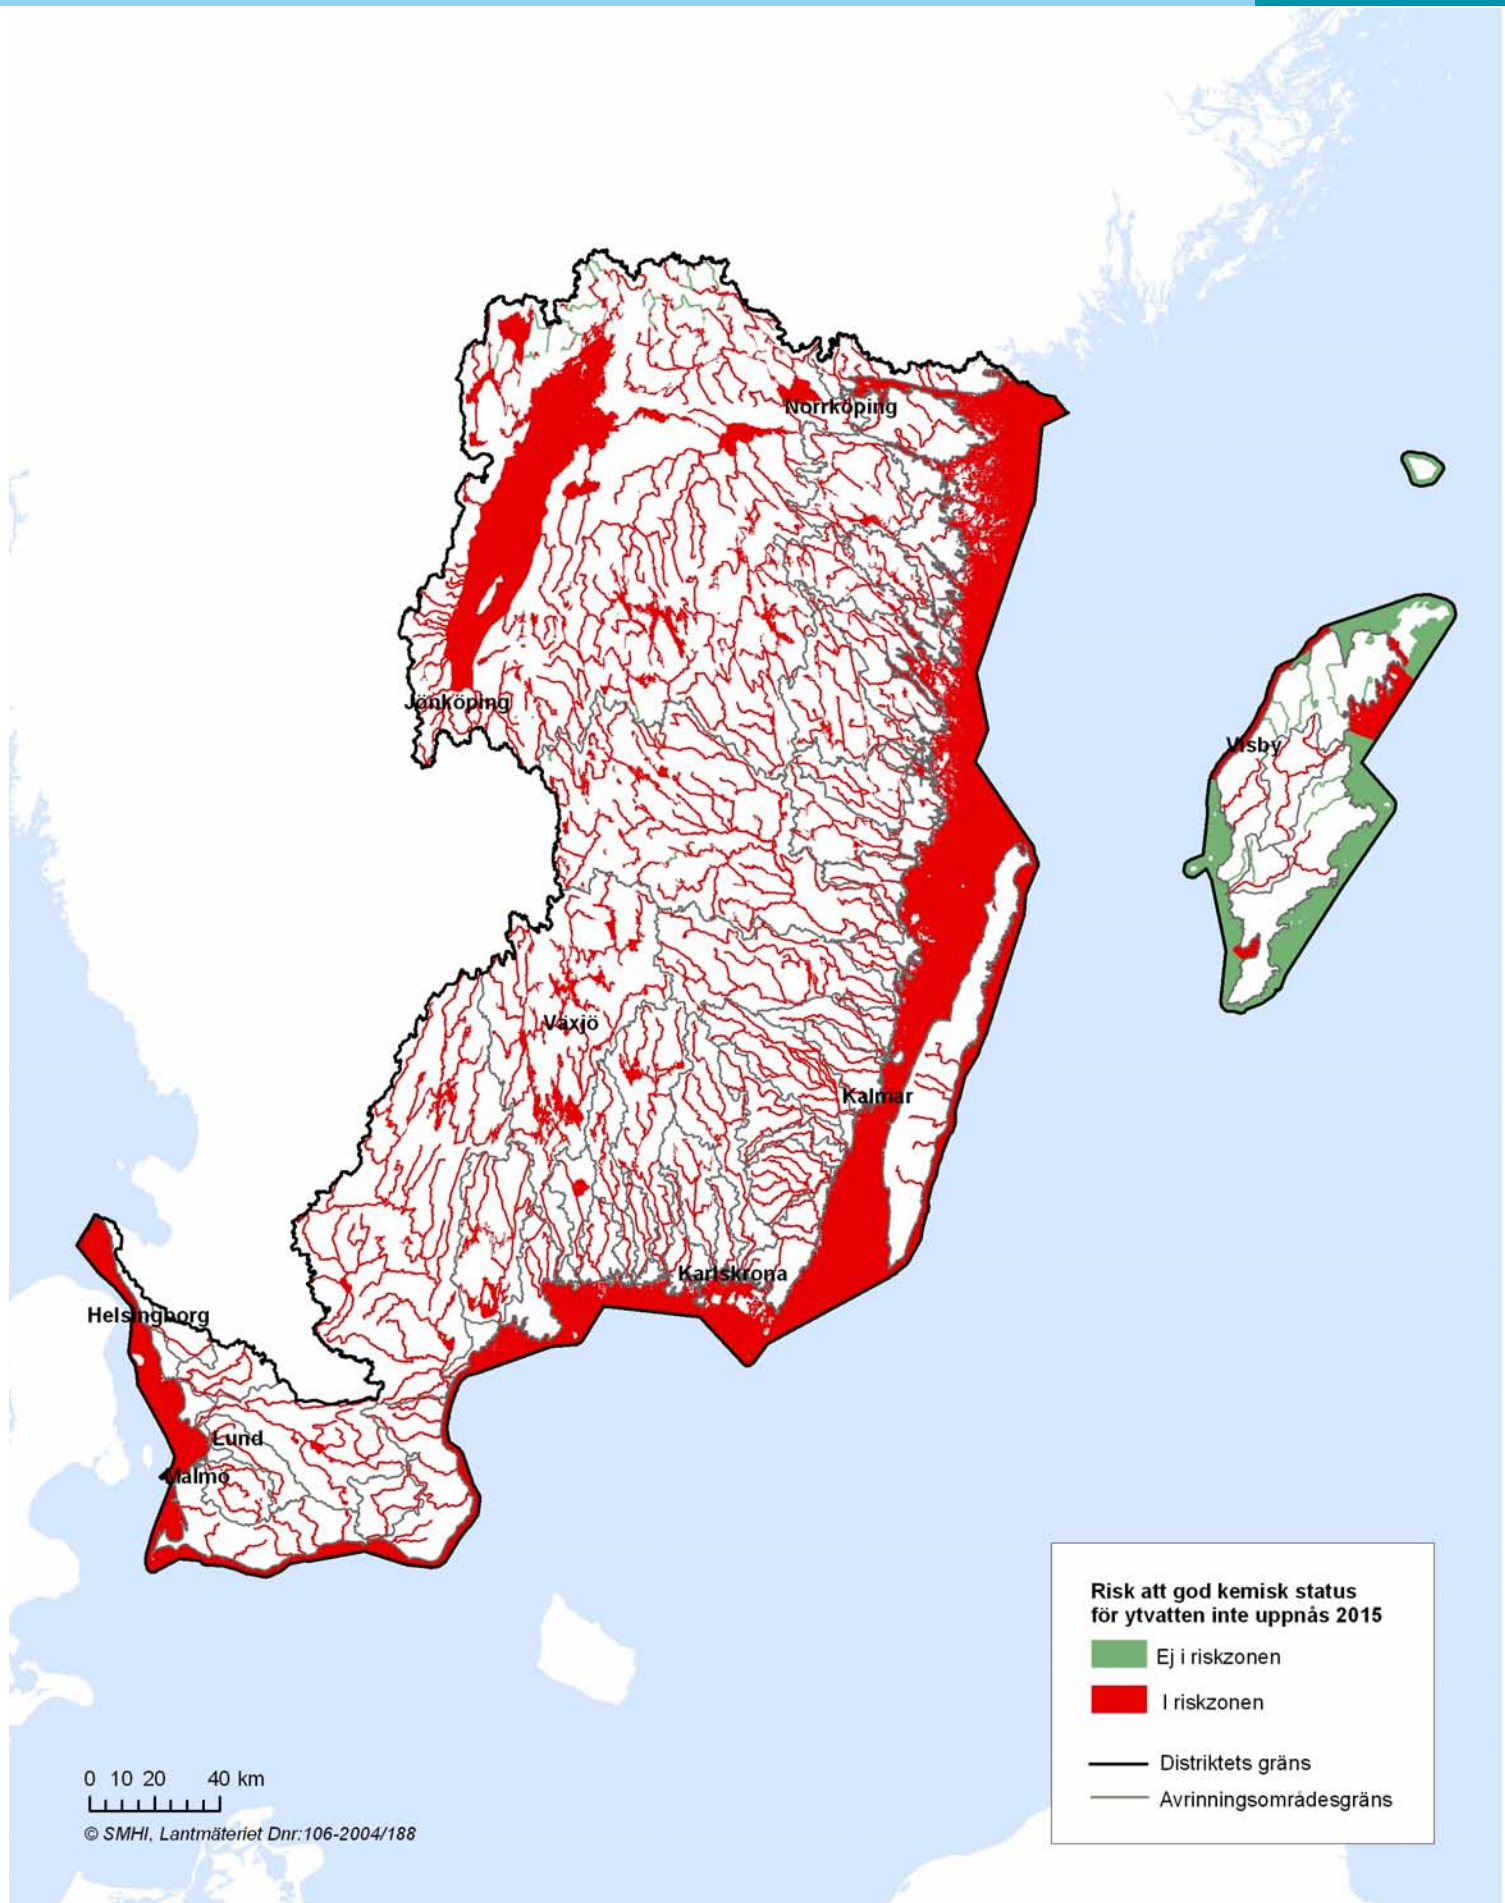 Norrköping
Jönköping
Visby
Växjö
Kalmar
Karlskrona
Helsingborg
Lund
Malmö
Risk att god kemisk status
för ytvatten inte uppnås 2015
Ej i riskzonen
I riskzonen
Distriktets gräns
Avrinningsområdesgräns
0 10 20 40 km
© SMHI, Lantmäteriet Dnr:106-2004/188